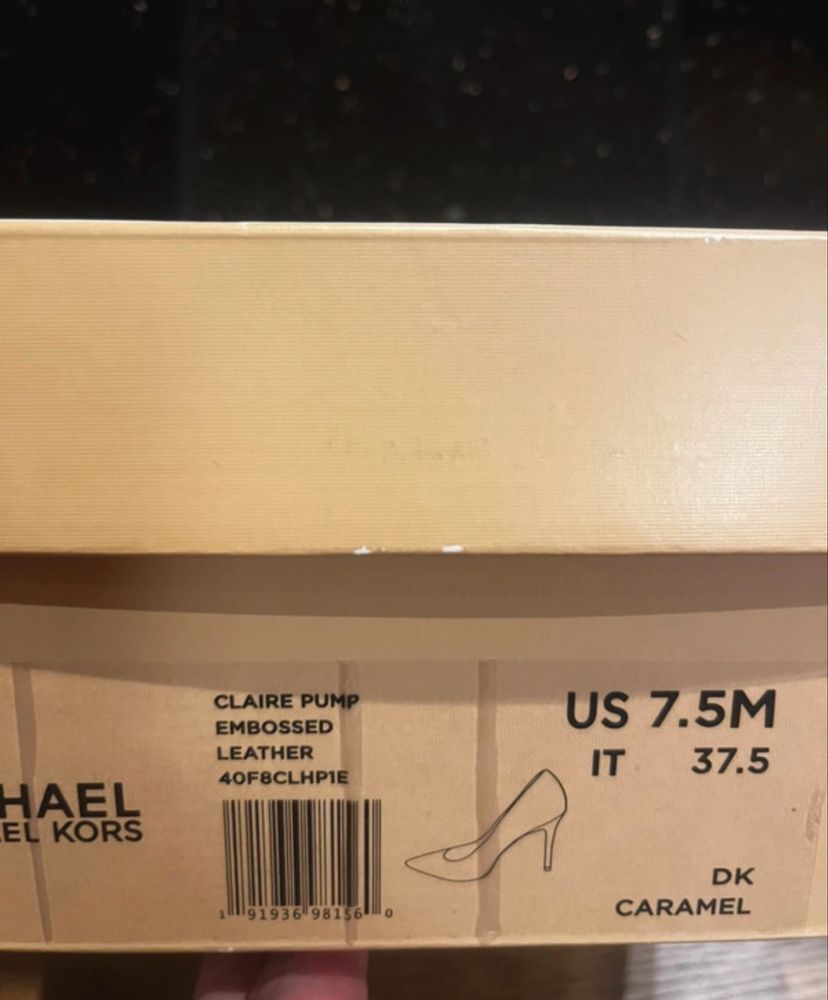 HAEL
EL KORS
CLAIRE PUMP
EMBOSSED
LEATHER
40F8CLHP1E
1 91936 98156 0
US 7.5M
IT 37.5
DK
CARAMEL